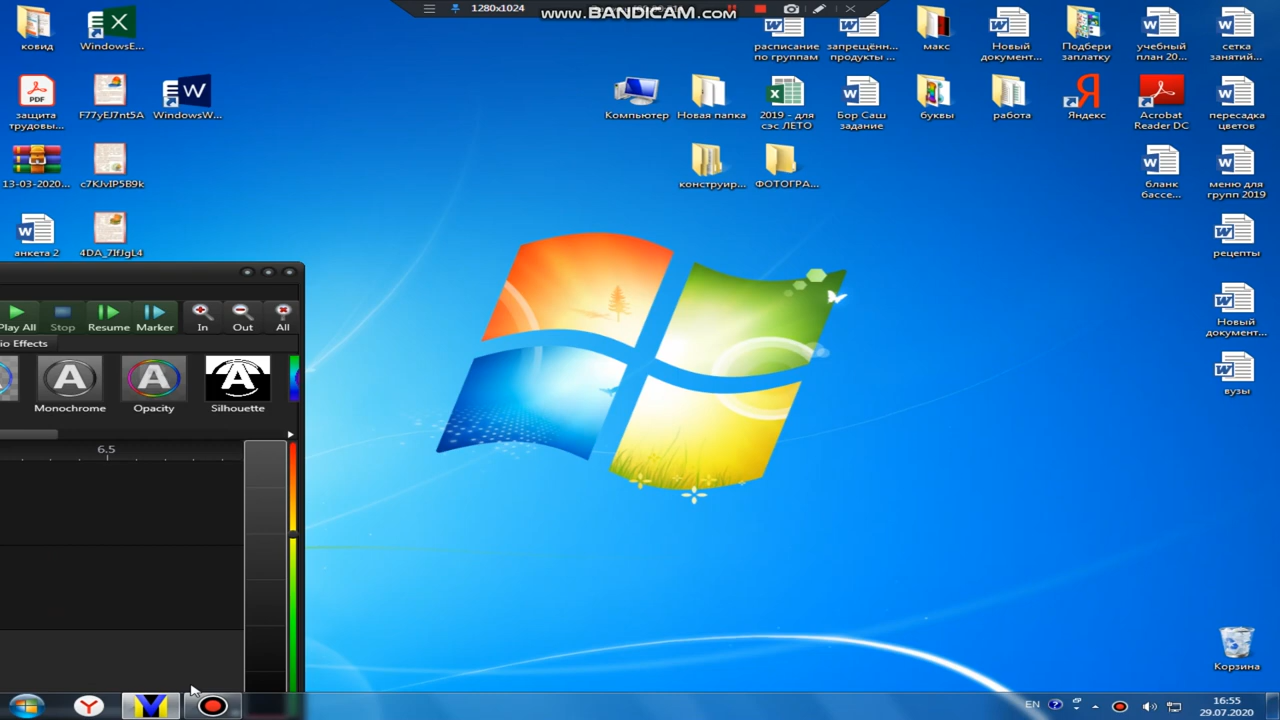 1280x1024
www.BANDICAM.com
ковид
WindowsE...
расписание
по группам
запрещённ...
продукты ...
макс
Новый
документ...
Подбери
заплатку
учебный
план 20...
сетка
занятий...
PDF
защита
трудовы...
F77yEJ7nt5A
WindowsW...
Компьютер
Новая папка
2019 - для
сэс ЛЕТО
Бор Саш
задание
буквы
работа
Яндекс
Acrobat
Reader DC
пересадка
цветов
13-03-2020...
c7KJvIP5B9k
конструир...
ФОТОГРА...
бланк
бассе...
меню для
групп 2019
анкета 2
4DA_7IfJgL4
рецепты
Play All
Stop
Resume
Marker
In
Out
All
Новый
документ...
io Effects
Monochrome
Opacity
Silhouette
вузы
6.5
Корзина
EN
16:55
29.07.2020